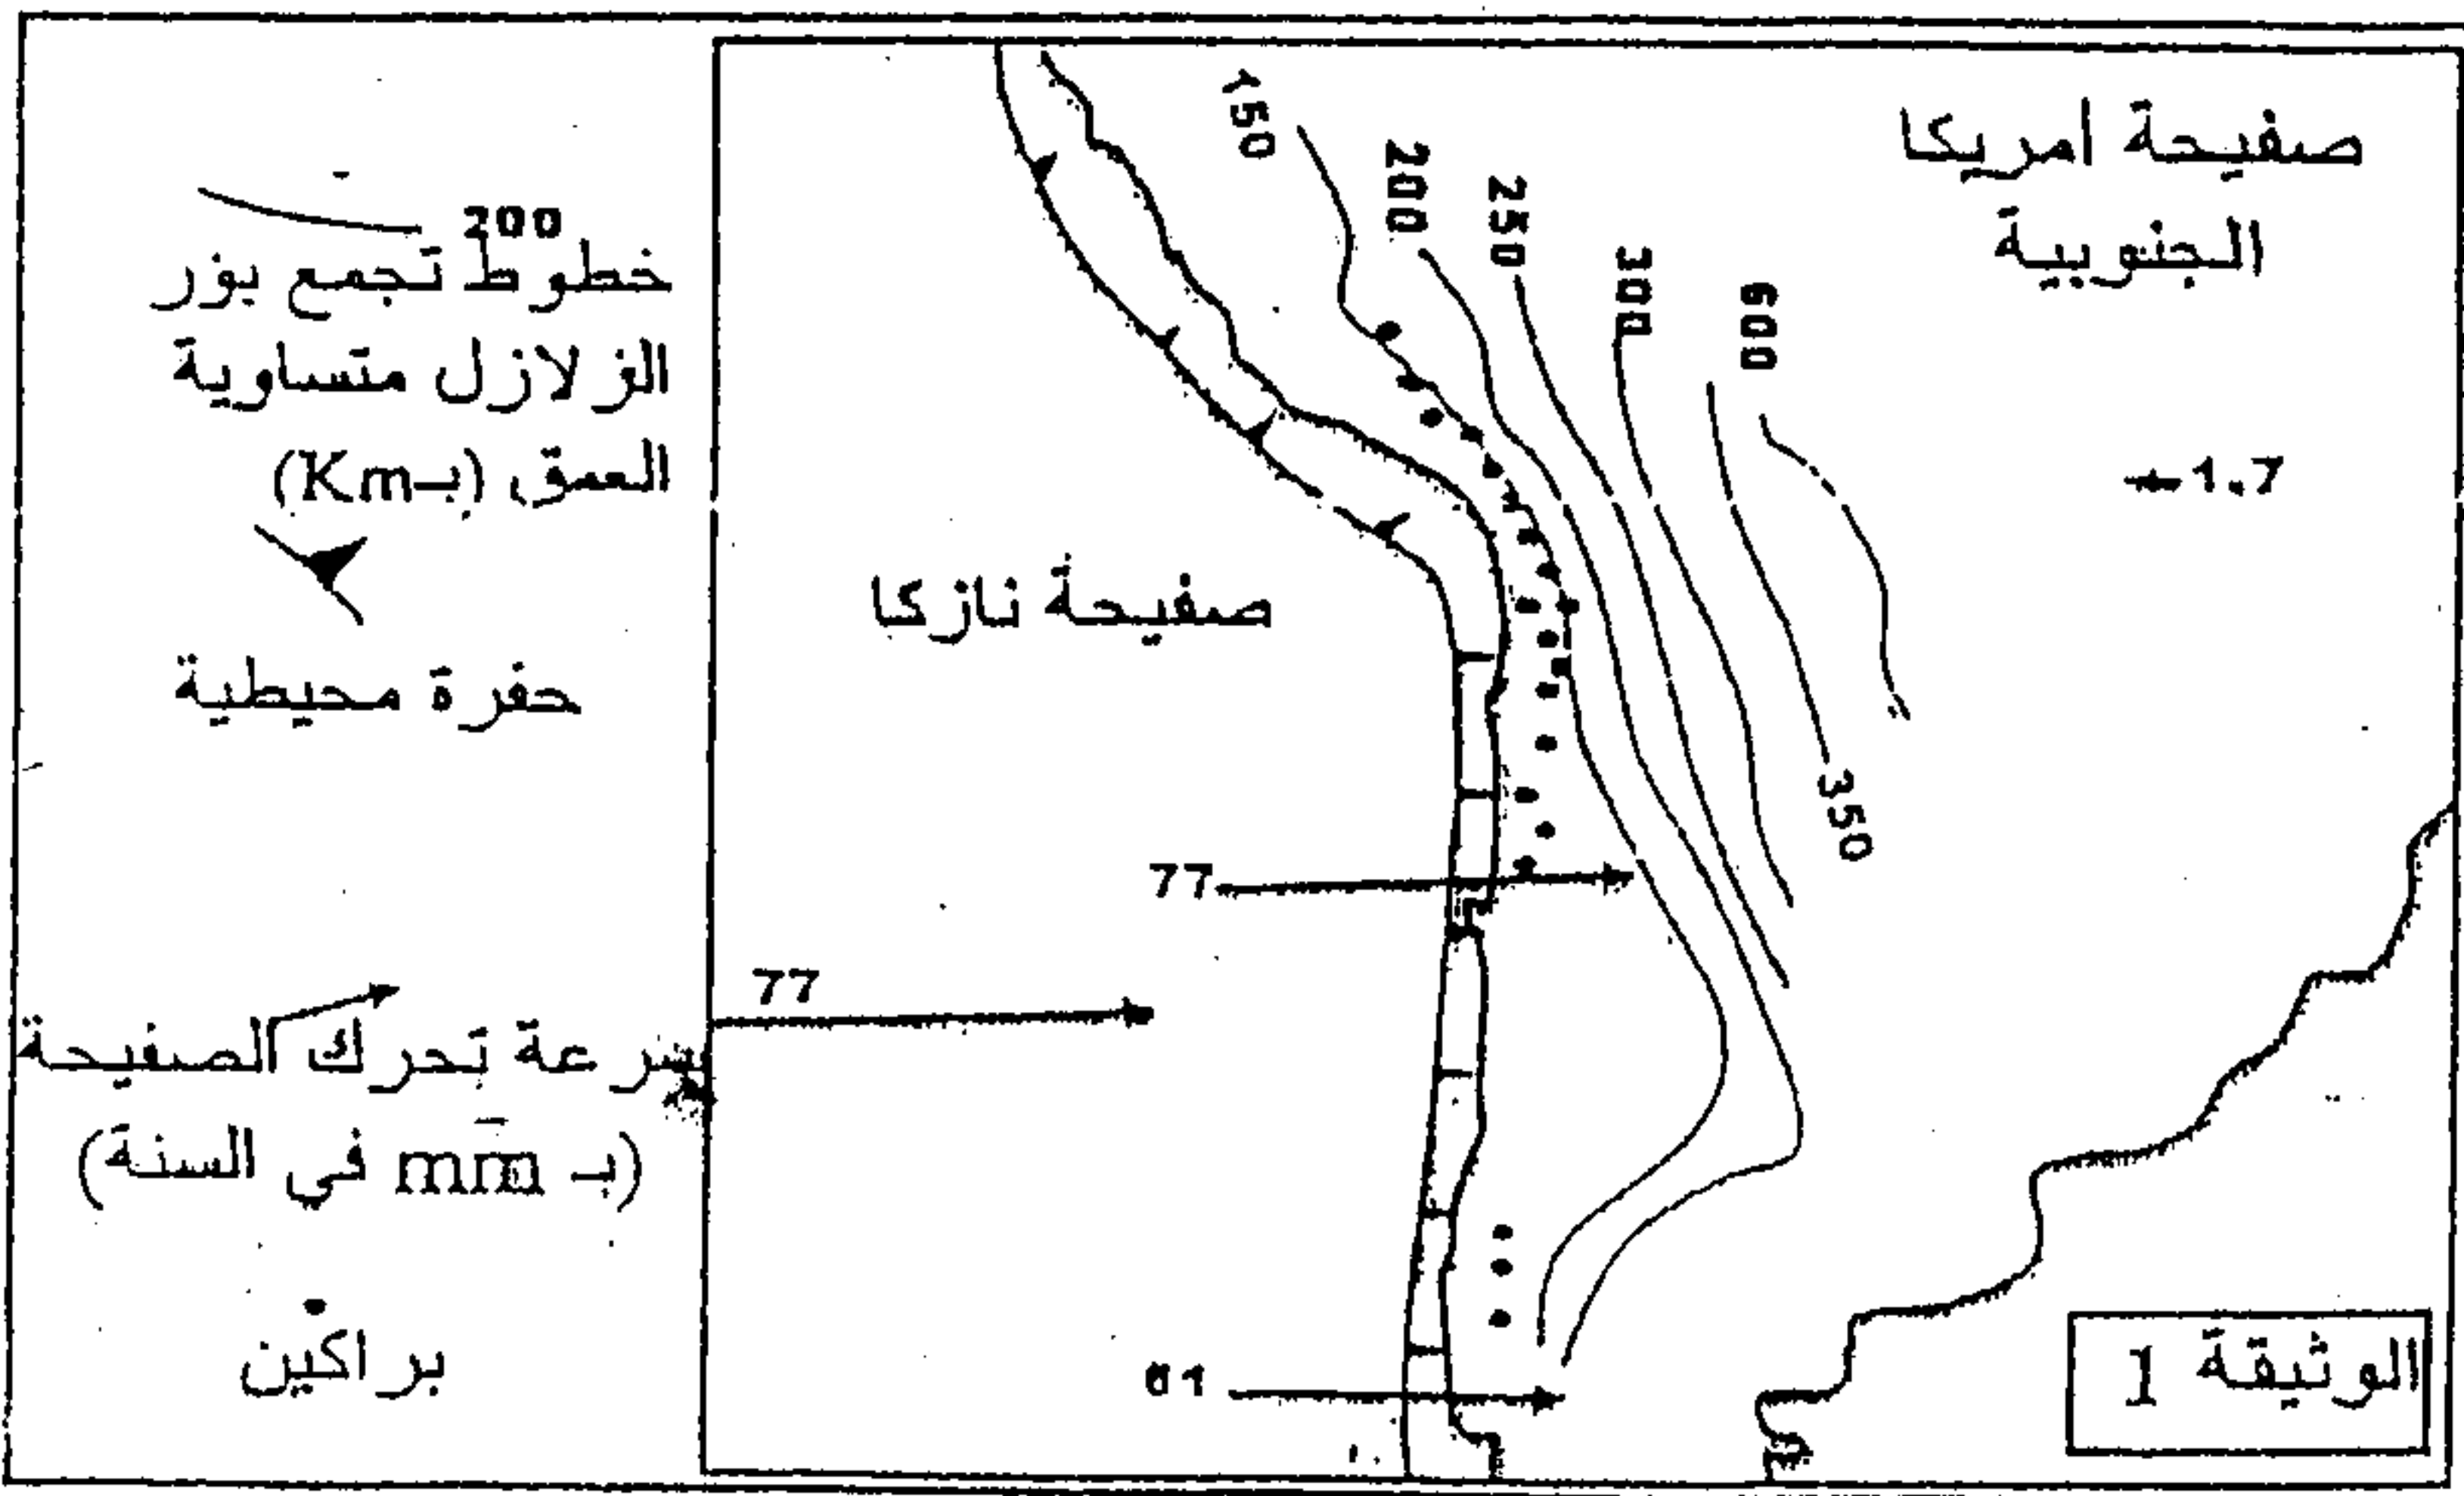 صفيحة امريكا
الجنوبية
150
200
250
300
600
1.7
صفيحة نازكا
350
77
77
61
الوثيقة 1
200
خطوط تجمع بؤر
الزلازل متساوية
العمق (بـKm)
حفرة محيطية
سرعة تحرك الصفيحة
(بـ mm في السنة)
براكين